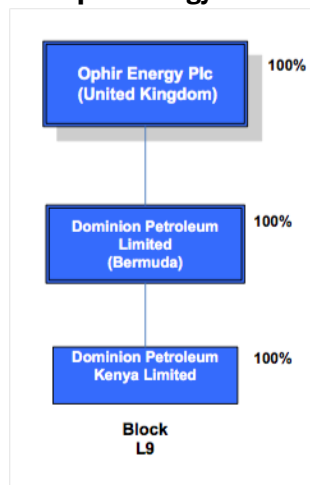 Ophir Energy Plc
(United Kingdom)
100%
Dominion Petroleum
Limited
(Bermuda)
100%
Dominion Petroleum
Kenya Limited
100%
Block
L9